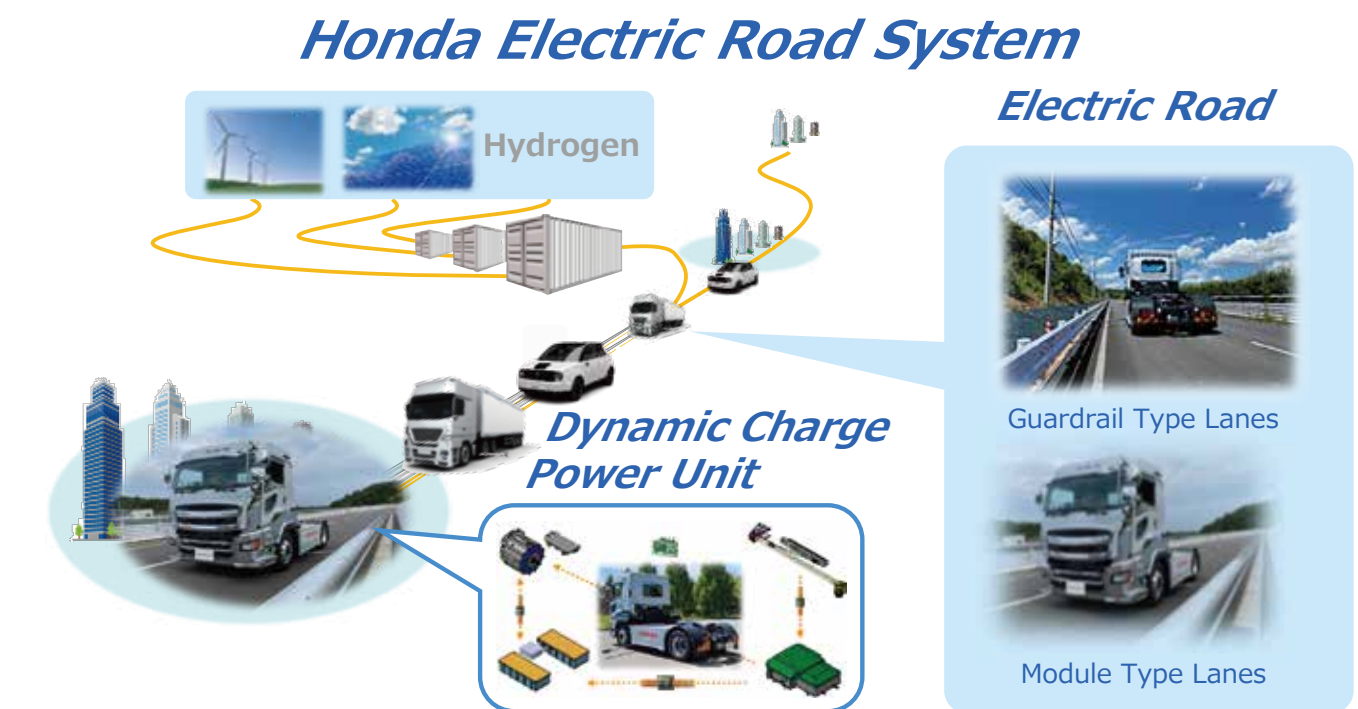 Honda Electric Road System
Electric Road
Hydrogen
Guardrail Type Lanes
Dynamic Charge
Power Unit
Module Type Lanes